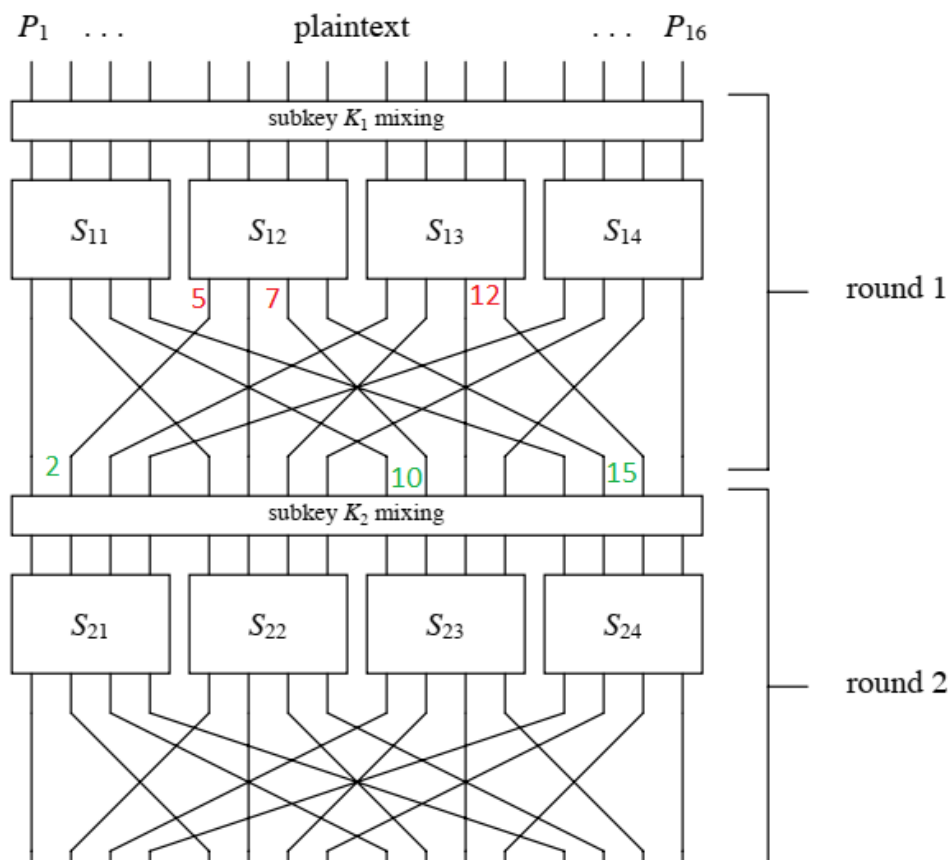 P1 . . . plaintext . . . P16
subkey K1 mixing
S11 S12 S13 S14
5 7 12
round 1
2 10 15
subkey K2 mixing
S21 S22 S23 S24
round 2